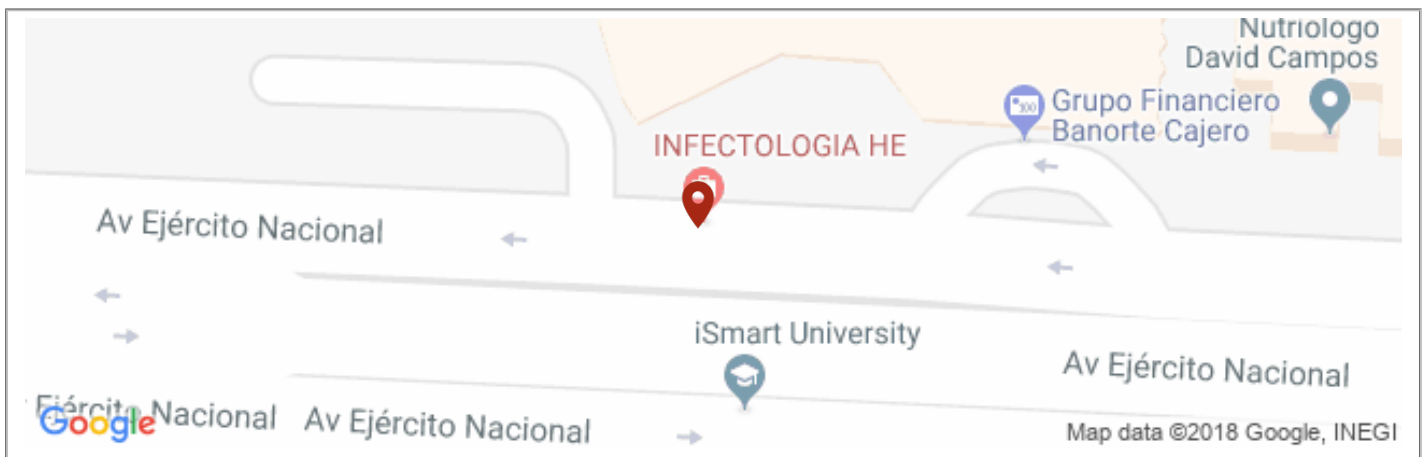 Nutriologo
David Campos
Grupo Financiero
Banorte Cajero
INFECTOLOGIA HE
Av Ejército Nacional
iSmart University
Av Ejército Nacional
Ejército Nacional
Av Ejército Nacional
Google
Map data ©2018 Google, INEGI